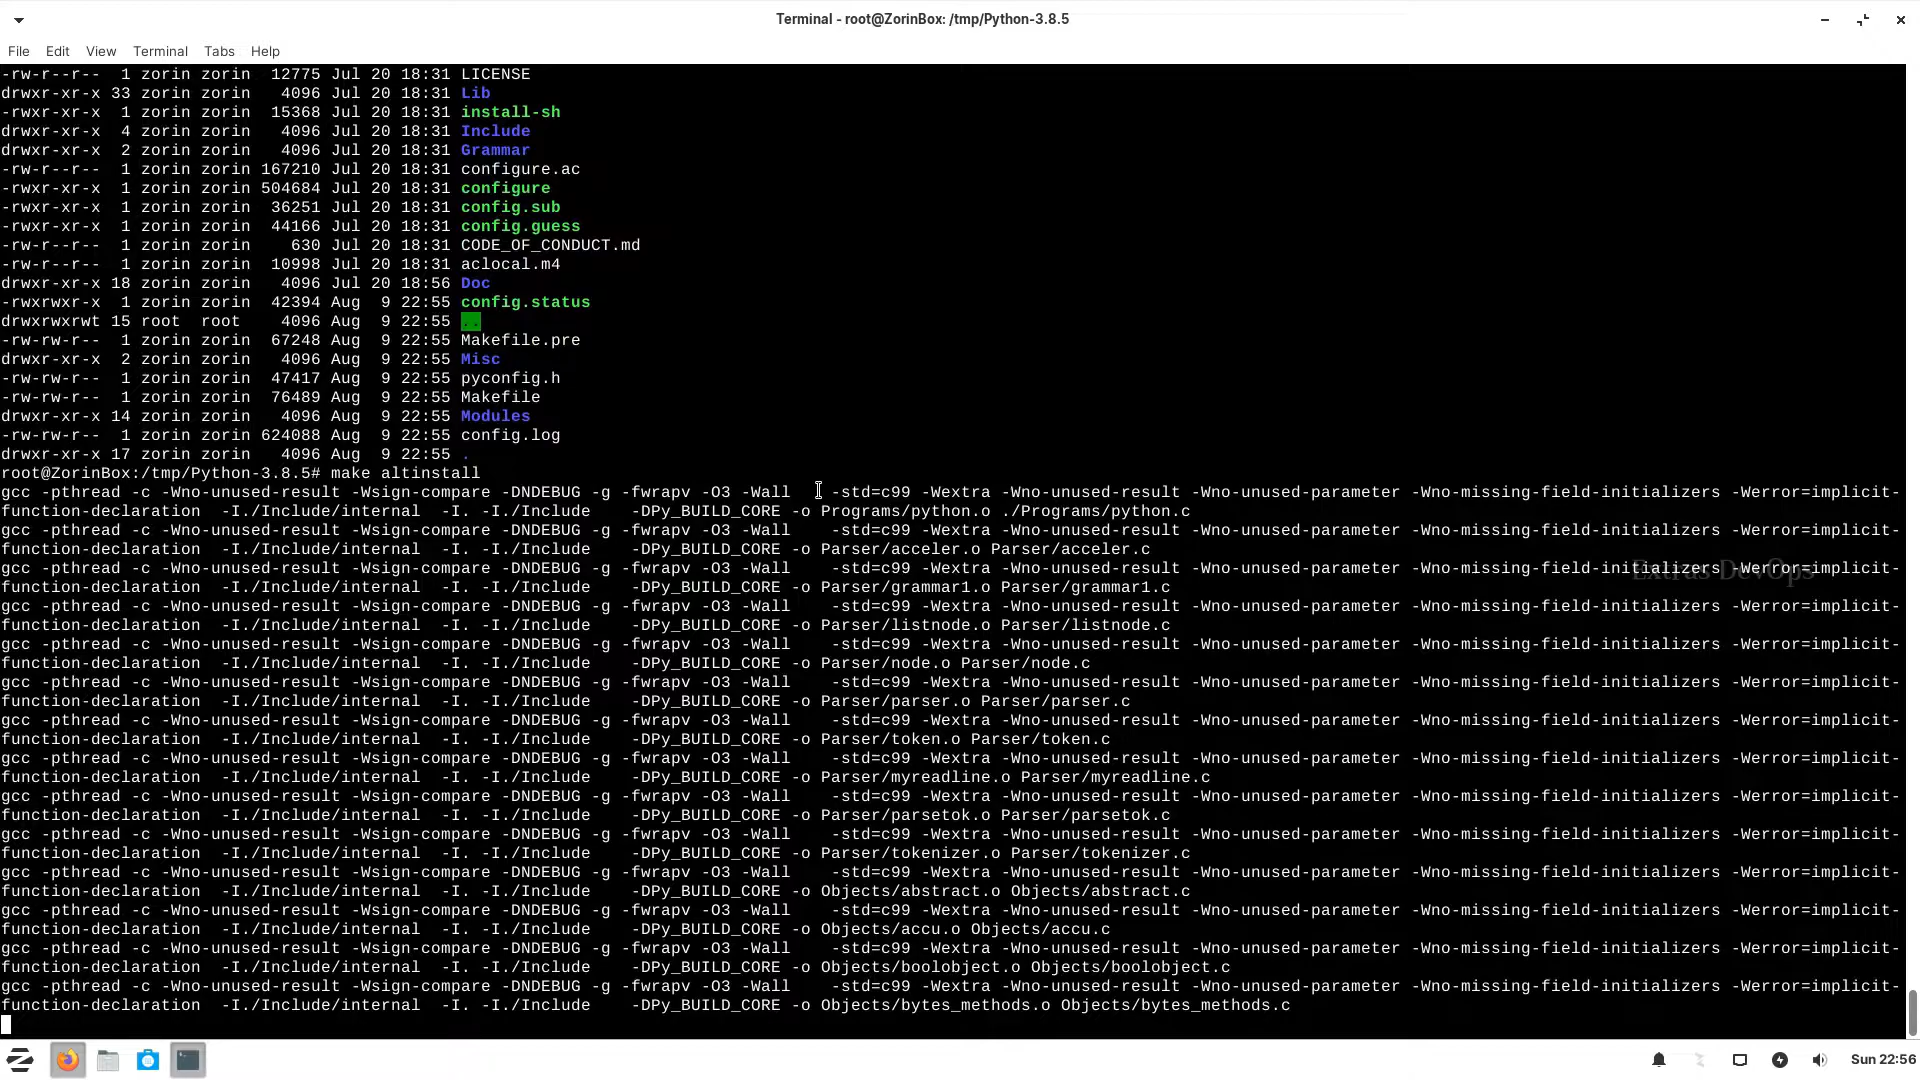 Terminal - root@ZorinBox: /tmp/Python-3.8.5
File Edit View Terminal Tabs Help
-rw-r--r--  1 zorin zorin  12775 Jul 20 18:31 LICENSE
drwxr-xr-x 33 zorin zorin   4096 Jul 20 18:31 Lib
-rwxr-xr-x  1 zorin zorin  15368 Jul 20 18:31 install-sh
drwxr-xr-x  4 zorin zorin   4096 Jul 20 18:31 Include
drwxr-xr-x  2 zorin zorin   4096 Jul 20 18:31 Grammar
-rw-r--r--  1 zorin zorin 167210 Jul 20 18:31 configure.ac
-rwxr-xr-x  1 zorin zorin 504684 Jul 20 18:31 configure
-rwxr-xr-x  1 zorin zorin  36251 Jul 20 18:31 config.sub
-rwxr-xr-x  1 zorin zorin  44166 Jul 20 18:31 config.guess
-rw-r--r--  1 zorin zorin    630 Jul 20 18:31 CODE_OF_CONDUCT.md
-rw-r--r--  1 zorin zorin  10998 Jul 20 18:31 aclocal.m4
drwxr-xr-x 18 zorin zorin   4096 Jul 20 18:56 Doc
-rwxrwxr-x  1 zorin zorin  42394 Aug  9 22:55 config.status
drwxrwxrwt 15 root  root    4096 Aug  9 22:55 ..
-rw-rw-r--  1 zorin zorin  67248 Aug  9 22:55 Makefile.pre
drwxr-xr-x  2 zorin zorin   4096 Aug  9 22:55 Misc
-rw-rw-r--  1 zorin zorin  47417 Aug  9 22:55 pyconfig.h
-rw-rw-r--  1 zorin zorin  76489 Aug  9 22:55 Makefile
drwxr-xr-x 14 zorin zorin   4096 Aug  9 22:55 Modules
-rw-rw-r--  1 zorin zorin 624088 Aug  9 22:55 config.log
drwxr-xr-x 17 zorin zorin   4096 Aug  9 22:55 .
root@ZorinBox:/tmp/Python-3.8.5# make altinstall
gcc -pthread -c -Wno-unused-result -Wsign-compare -DNDEBUG -g -fwrapv -O3 -Wall    -std=c99 -Wextra -Wno-unused-result -Wno-unused-parameter -Wno-missing-field-initializers -Werror=implicit-
function-declaration  -I./Include/internal  -I. -I./Include    -DPy_BUILD_CORE -o Programs/python.o ./Programs/python.c
gcc -pthread -c -Wno-unused-result -Wsign-compare -DNDEBUG -g -fwrapv -O3 -Wall    -std=c99 -Wextra -Wno-unused-result -Wno-unused-parameter -Wno-missing-field-initializers -Werror=implicit-
function-declaration  -I./Include/internal  -I. -I./Include    -DPy_BUILD_CORE -o Parser/acceler.o Parser/acceler.c
gcc -pthread -c -Wno-unused-result -Wsign-compare -DNDEBUG -g -fwrapv -O3 -Wall    -std=c99 -Wextra -Wno-unused-result -Wno-unused-parameter -Wno-missing-field-initializers -Werror=implicit-
Extras DevOps
function-declaration  -I./Include/internal  -I. -I./Include    -DPy_BUILD_CORE -o Parser/grammar1.o Parser/grammar1.c
gcc -pthread -c -Wno-unused-result -Wsign-compare -DNDEBUG -g -fwrapv -O3 -Wall    -std=c99 -Wextra -Wno-unused-result -Wno-unused-parameter -Wno-missing-field-initializers -Werror=implicit-
function-declaration  -I./Include/internal  -I. -I./Include    -DPy_BUILD_CORE -o Parser/listnode.o Parser/listnode.c
gcc -pthread -c -Wno-unused-result -Wsign-compare -DNDEBUG -g -fwrapv -O3 -Wall    -std=c99 -Wextra -Wno-unused-result -Wno-unused-parameter -Wno-missing-field-initializers -Werror=implicit-
function-declaration  -I./Include/internal  -I. -I./Include    -DPy_BUILD_CORE -o Parser/node.o Parser/node.c
gcc -pthread -c -Wno-unused-result -Wsign-compare -DNDEBUG -g -fwrapv -O3 -Wall    -std=c99 -Wextra -Wno-unused-result -Wno-unused-parameter -Wno-missing-field-initializers -Werror=implicit-
function-declaration  -I./Include/internal  -I. -I./Include    -DPy_BUILD_CORE -o Parser/parser.o Parser/parser.c
gcc -pthread -c -Wno-unused-result -Wsign-compare -DNDEBUG -g -fwrapv -O3 -Wall    -std=c99 -Wextra -Wno-unused-result -Wno-unused-parameter -Wno-missing-field-initializers -Werror=implicit-
function-declaration  -I./Include/internal  -I. -I./Include    -DPy_BUILD_CORE -o Parser/token.o Parser/token.c
gcc -pthread -c -Wno-unused-result -Wsign-compare -DNDEBUG -g -fwrapv -O3 -Wall    -std=c99 -Wextra -Wno-unused-result -Wno-unused-parameter -Wno-missing-field-initializers -Werror=implicit-
function-declaration  -I./Include/internal  -I. -I./Include    -DPy_BUILD_CORE -o Parser/myreadline.o Parser/myreadline.c
gcc -pthread -c -Wno-unused-result -Wsign-compare -DNDEBUG -g -fwrapv -O3 -Wall    -std=c99 -Wextra -Wno-unused-result -Wno-unused-parameter -Wno-missing-field-initializers -Werror=implicit-
function-declaration  -I./Include/internal  -I. -I./Include    -DPy_BUILD_CORE -o Parser/parsetok.o Parser/parsetok.c
gcc -pthread -c -Wno-unused-result -Wsign-compare -DNDEBUG -g -fwrapv -O3 -Wall    -std=c99 -Wextra -Wno-unused-result -Wno-unused-parameter -Wno-missing-field-initializers -Werror=implicit-
function-declaration  -I./Include/internal  -I. -I./Include    -DPy_BUILD_CORE -o Parser/tokenizer.o Parser/tokenizer.c
gcc -pthread -c -Wno-unused-result -Wsign-compare -DNDEBUG -g -fwrapv -O3 -Wall    -std=c99 -Wextra -Wno-unused-result -Wno-unused-parameter -Wno-missing-field-initializers -Werror=implicit-
function-declaration  -I./Include/internal  -I. -I./Include    -DPy_BUILD_CORE -o Objects/abstract.o Objects/abstract.c
gcc -pthread -c -Wno-unused-result -Wsign-compare -DNDEBUG -g -fwrapv -O3 -Wall    -std=c99 -Wextra -Wno-unused-result -Wno-unused-parameter -Wno-missing-field-initializers -Werror=implicit-
function-declaration  -I./Include/internal  -I. -I./Include    -DPy_BUILD_CORE -o Objects/accu.o Objects/accu.c
gcc -pthread -c -Wno-unused-result -Wsign-compare -DNDEBUG -g -fwrapv -O3 -Wall    -std=c99 -Wextra -Wno-unused-result -Wno-unused-parameter -Wno-missing-field-initializers -Werror=implicit-
function-declaration  -I./Include/internal  -I. -I./Include    -DPy_BUILD_CORE -o Objects/boolobject.o Objects/boolobject.c
gcc -pthread -c -Wno-unused-result -Wsign-compare -DNDEBUG -g -fwrapv -O3 -Wall    -std=c99 -Wextra -Wno-unused-result -Wno-unused-parameter -Wno-missing-field-initializers -Werror=implicit-
function-declaration  -I./Include/internal  -I. -I./Include    -DPy_BUILD_CORE -o Objects/bytes_methods.o Objects/bytes_methods.c
Sun 22:56